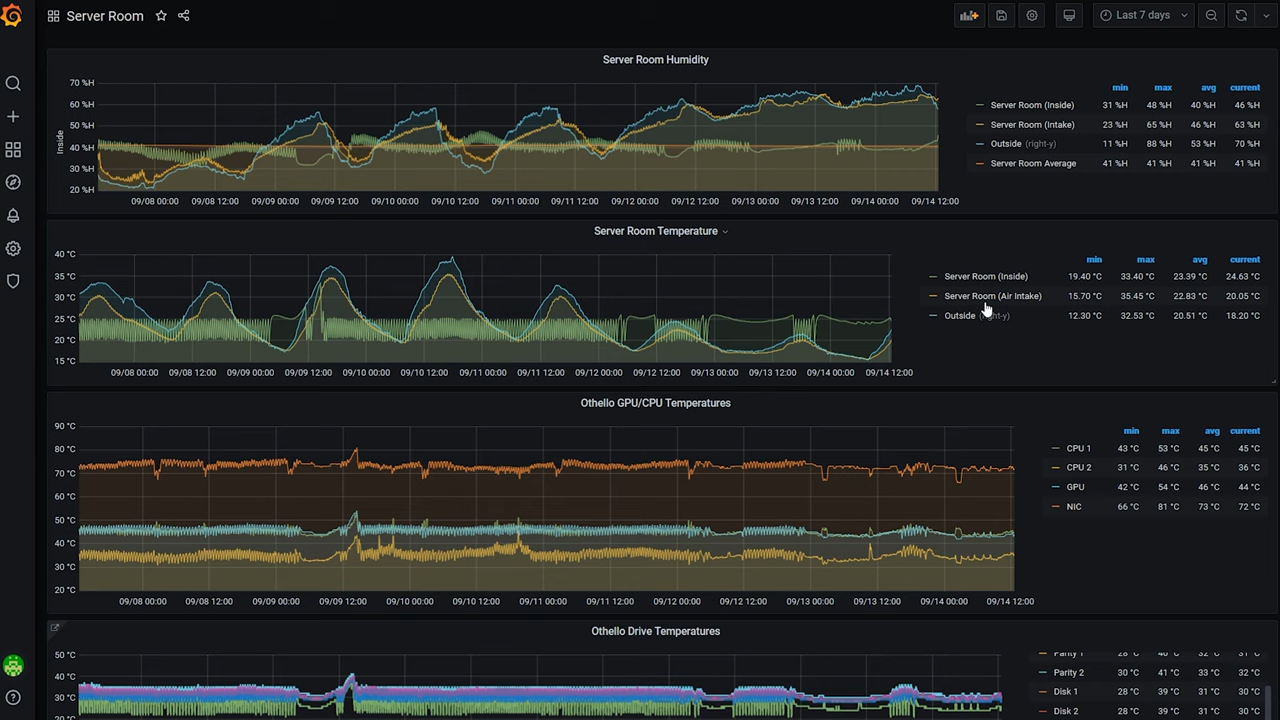 Server Room
Last 7 days
Server Room Humidity
min max avg current
Server Room (Inside) 31 %H 48 %H 40 %H 46 %H
Server Room (Intake) 23 %H 65 %H 46 %H 63 %H
Outside (right-y) 11 %H 88 %H 53 %H 70 %H
Server Room Average 41 %H 41 %H 41 %H 41 %H
Inside
70 %H
60 %H
50 %H
40 %H
30 %H
20 %H
09/08 00:00 09/08 12:00 09/09 00:00 09/09 12:00 09/10 00:00 09/10 12:00 09/11 00:00 09/11 12:00 09/12 00:00 09/12 12:00 09/13 00:00 09/13 12:00 09/14 00:00 09/14 12:00
Server Room Temperature
min max avg current
Server Room (Inside) 19.40 °C 33.40 °C 23.39 °C 24.63 °C
Server Room (Air Intake) 15.70 °C 35.45 °C 22.83 °C 20.05 °C
Outside 12.30 °C 32.53 °C 20.51 °C 18.20 °C
40 °C
35 °C
30 °C
25 °C
20 °C
15 °C
09/08 00:00 09/08 12:00 09/09 00:00 09/09 12:00 09/10 00:00 09/10 12:00 09/11 00:00 09/11 12:00 09/12 00:00 09/12 12:00 09/13 00:00 09/13 12:00 09/14 00:00 09/14 12:00
Othello GPU/CPU Temperatures
min max avg current
CPU 1 43 °C 53 °C 45 °C 45 °C
CPU 2 31 °C 46 °C 35 °C 36 °C
GPU 42 °C 54 °C 46 °C 44 °C
NIC 66 °C 81 °C 73 °C 72 °C
90 °C
80 °C
70 °C
60 °C
50 °C
40 °C
30 °C
20 °C
09/08 00:00 09/08 12:00 09/09 00:00 09/09 12:00 09/10 00:00 09/10 12:00 09/11 00:00 09/11 12:00 09/12 00:00 09/12 12:00 09/13 00:00 09/13 12:00 09/14 00:00 09/14 12:00
Othello Drive Temperatures
50 °C
40 °C
30 °C
20 °C
Parity 1 28 °C 40 °C 32 °C 31 °C
Parity 2 30 °C 41 °C 33 °C 32 °C
Disk 1 28 °C 39 °C 31 °C 30 °C
Disk 2 28 °C 39 °C 31 °C 30 °C